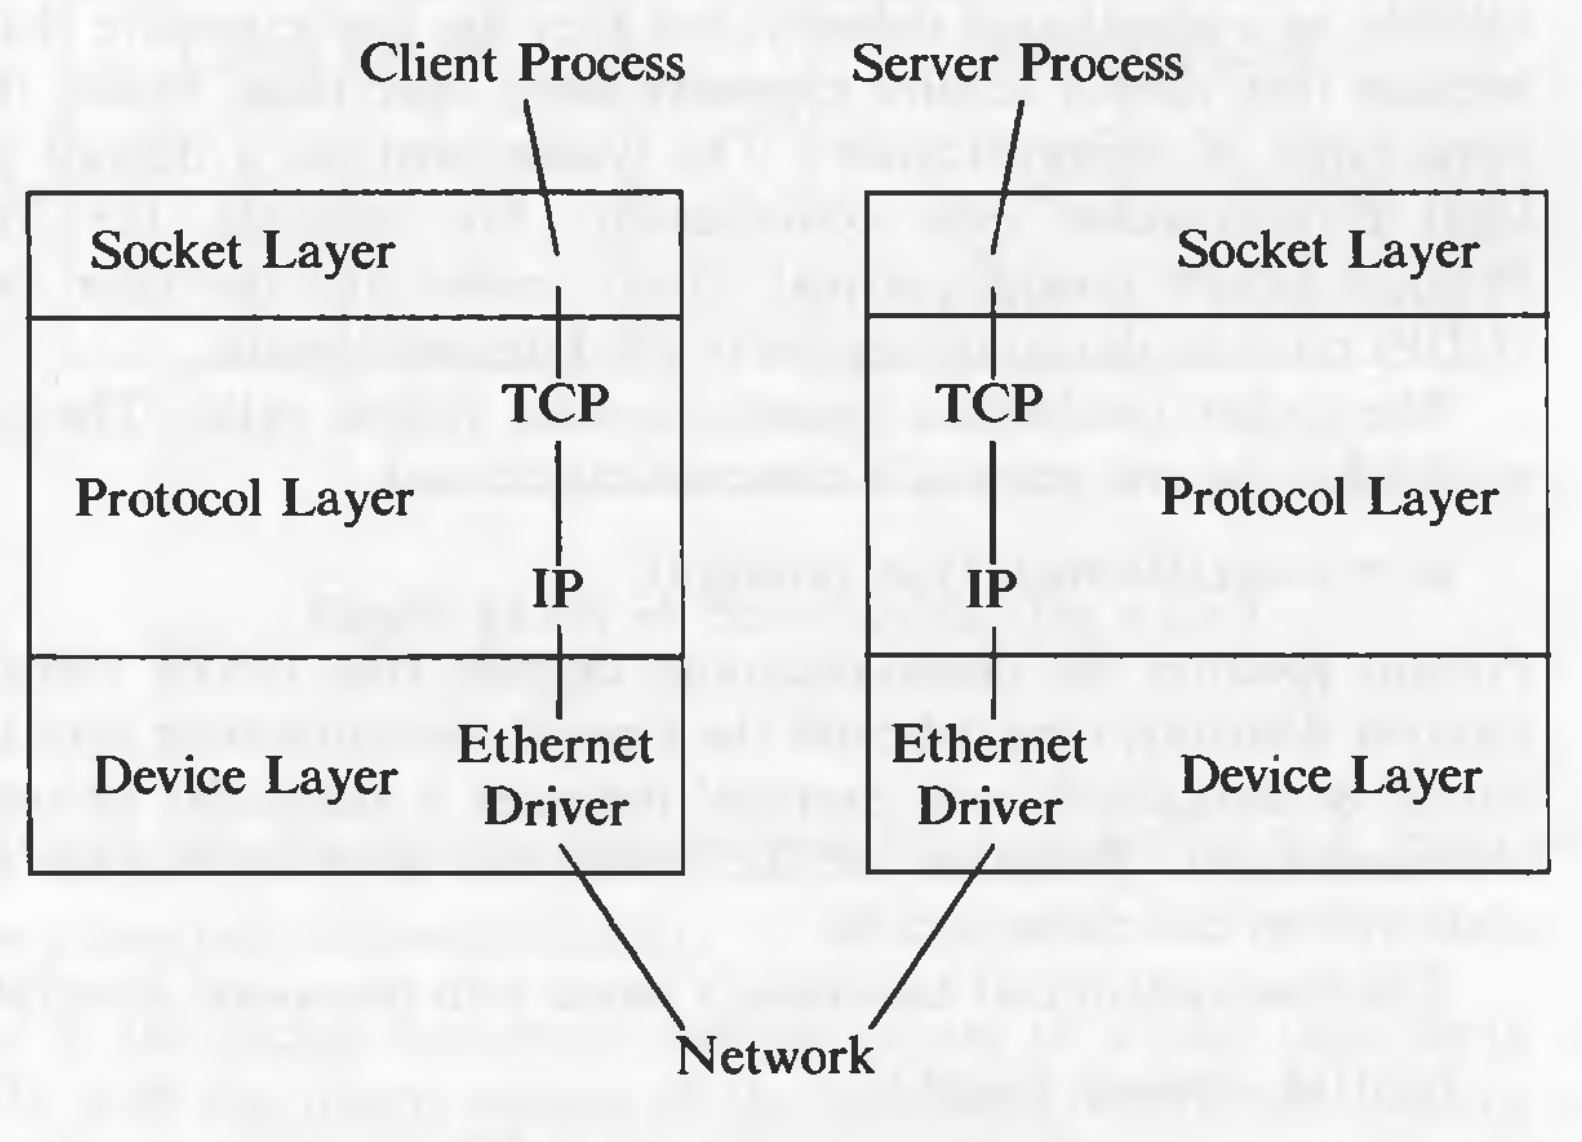 Client Process
Server Process
Socket Layer
TCP
Protocol Layer
IP
Device Layer
Ethernet
Driver
Socket Layer
TCP
Protocol Layer
IP
Ethernet
Driver
Device Layer
Network